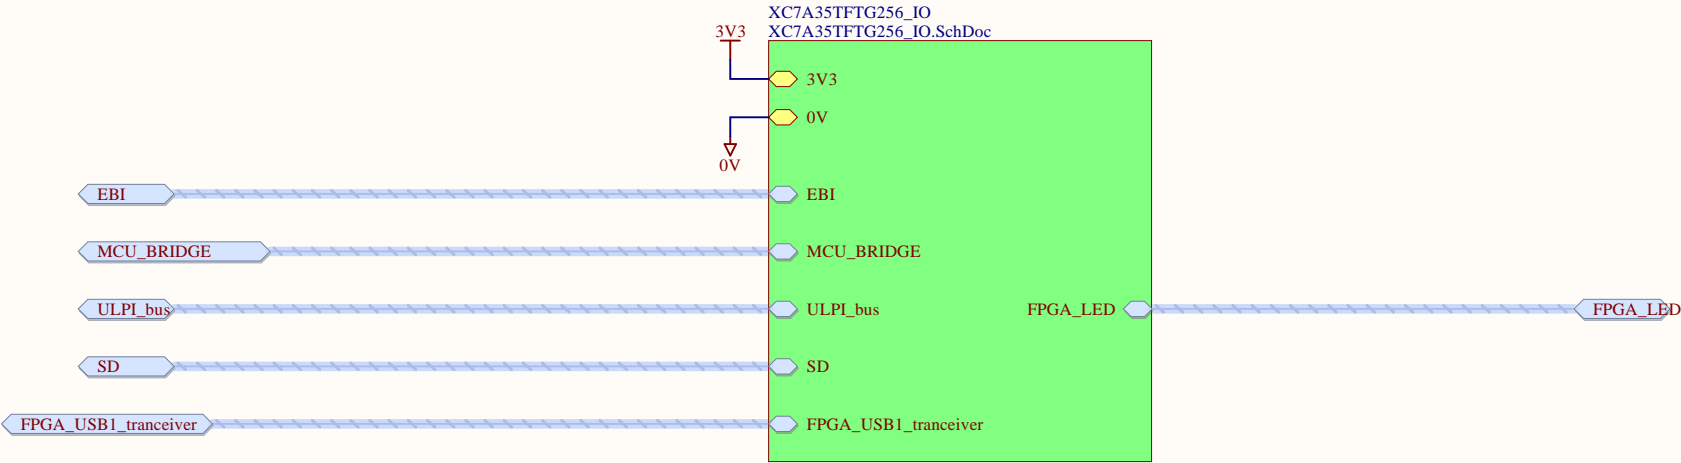 XC7A35TFTG256_IO
XC7A35TFTG256_IO.SchDoc
3V3
3V3
0V
0V
EBI
EBI
MCU_BRIDGE
MCU_BRIDGE
ULPI_bus
ULPI_bus
FPGA_LED
FPGA_LED
SD
SD
FPGA_USB1_tranceiver
FPGA_USB1_tranceiver